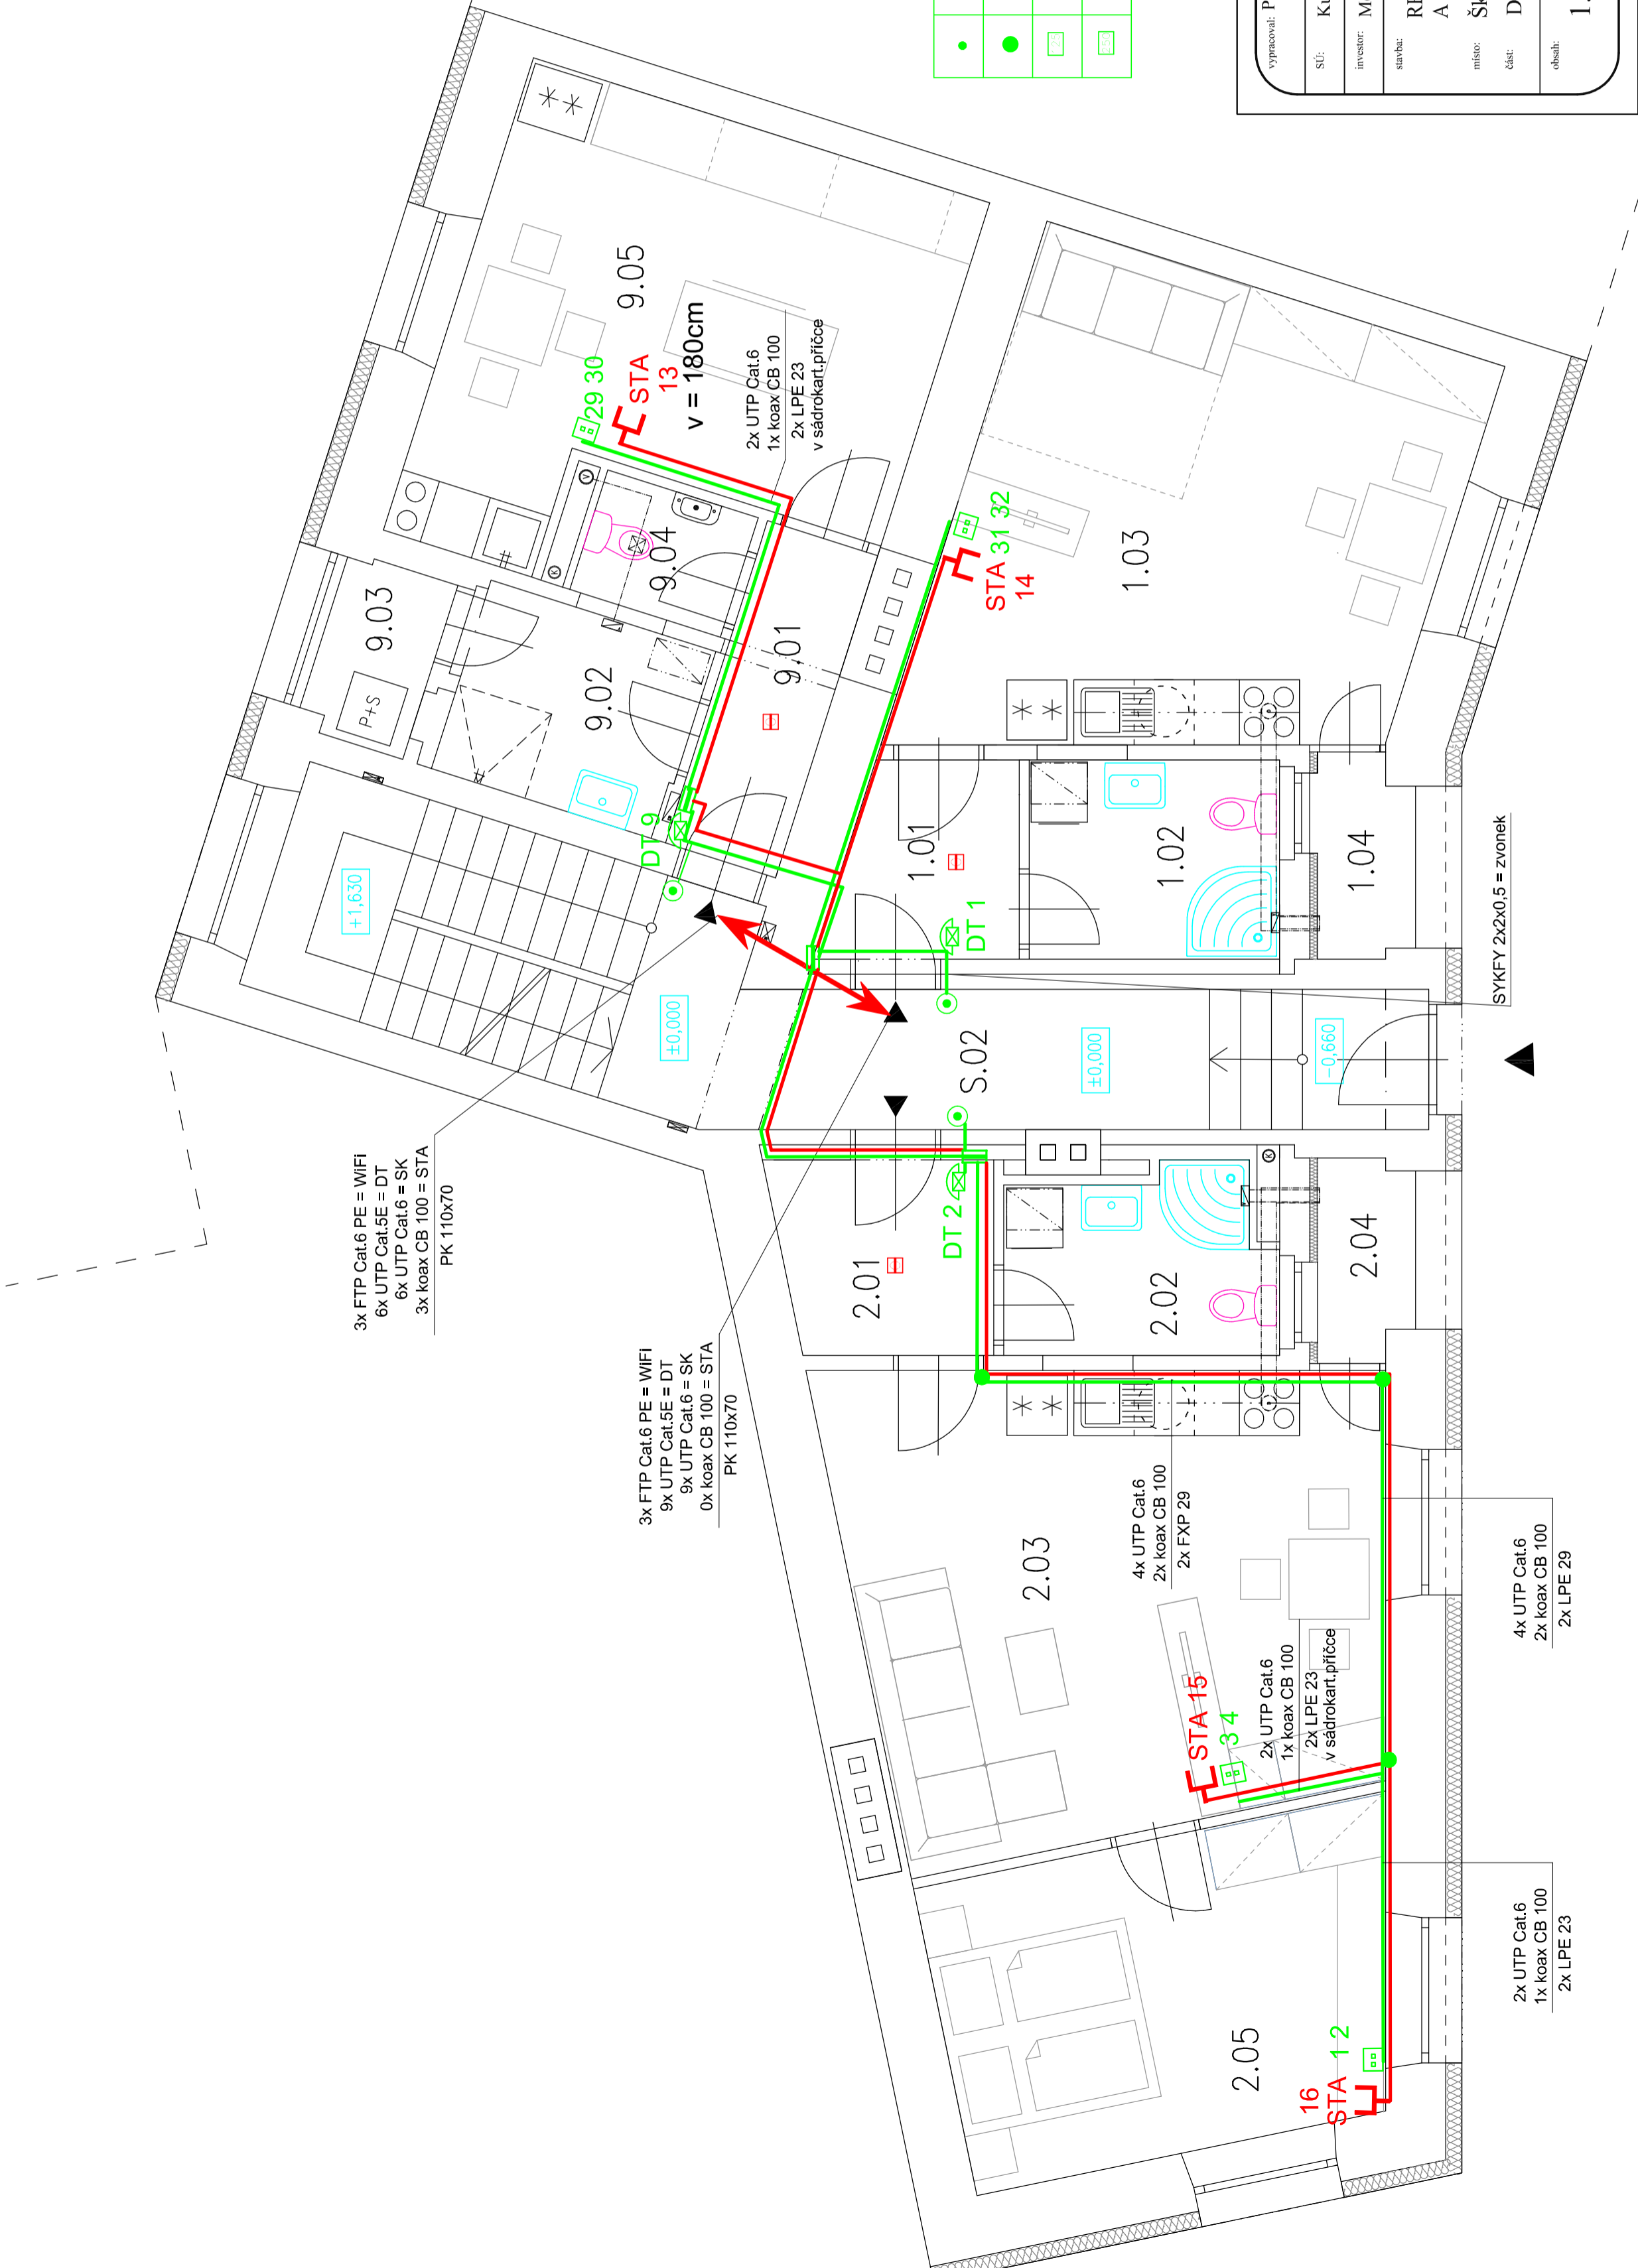 3x FTP Cat.6 PE = WiFi
6x UTP Cat.5E = DT
6x UTP Cat.6 = SK
3x koax CB 100 = STA
PK 110x70
3x FTP Cat.6 PE = WiFi
9x UTP Cat.5E = DT
9x UTP Cat.6 = SK
0x koax CB 100 = STA
PK 110x70
+1,630
±0,000
±0,000
-0,660
P+S
9.03
9.02
9.04
9.01
9.05
DT 9
29 30
STA
13
v = 180cm
2x UTP Cat.6
1x koax CB 100
2x LPE 23
v sádrokart.příčce
STA 31 32
14
1.03
1.01
1.02
1.04
DT 1
S.02
DT 2
2.01
2.02
2.04
K
V
K
SYKFY 2x2x0,5 = zvonek
2.03
4x UTP Cat.6
2x koax CB 100
2x FXP 29
STA 15
3 4
2x UTP Cat.6
1x koax CB 100
2x LPE 23
v sádrokart.příčce
4x UTP Cat.6
2x koax CB 100
2x LPE 29
2.05
16
STA
1 2
2x UTP Cat.6
1x koax CB 100
2x LPE 23
vypracoval: P
SÚ: Ku
investor: M
stavba: RE
A
místo: Šk
část: D
obsah: 1.